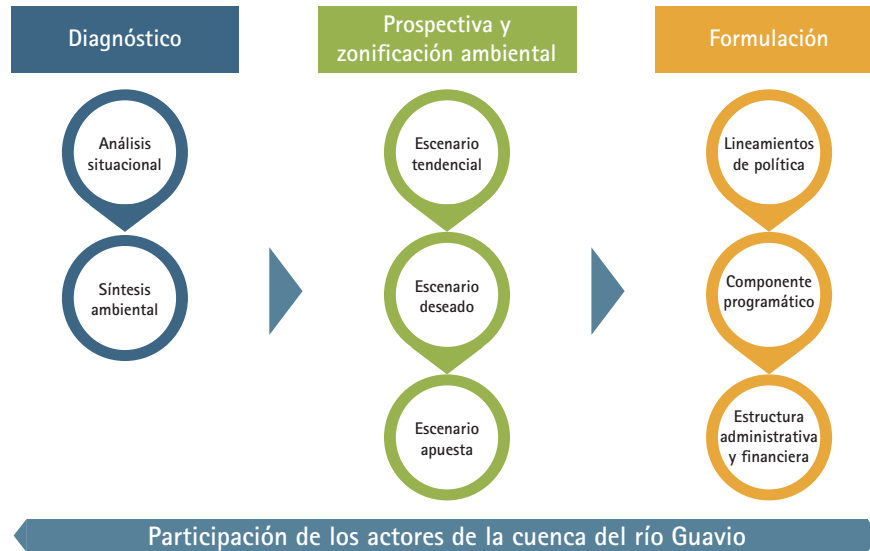 Diagnóstico
Análisis
situacional
Síntesis
ambiental
Prospectiva y
zonificación ambiental
Escenario
tendencial
Escenario
deseado
Escenario
apuesta
Formulación
Lineamientos
de política
Componente
programático
Estructura
administrativa
y financiera
Participación de los actores de la cuenca del río Guavio